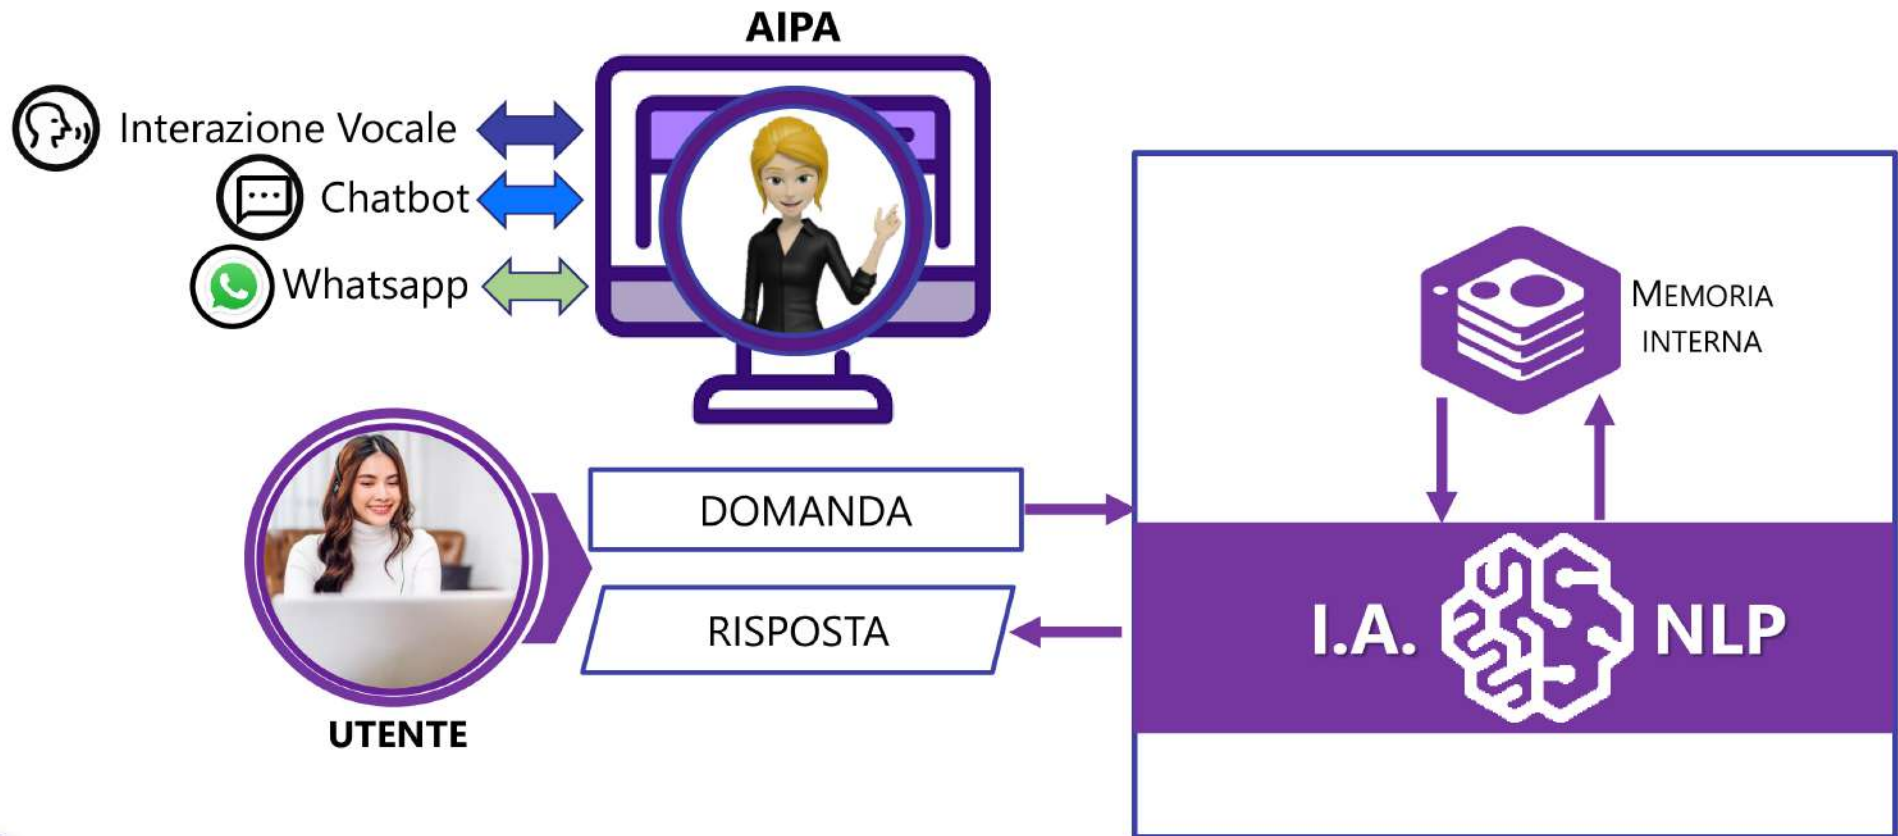 AIPA
Interazione Vocale
Chatbot
Whatsapp
MEMORIA
INTERNA
DOMANDA
RISPOSTA
I.A. NLP
UTENTE